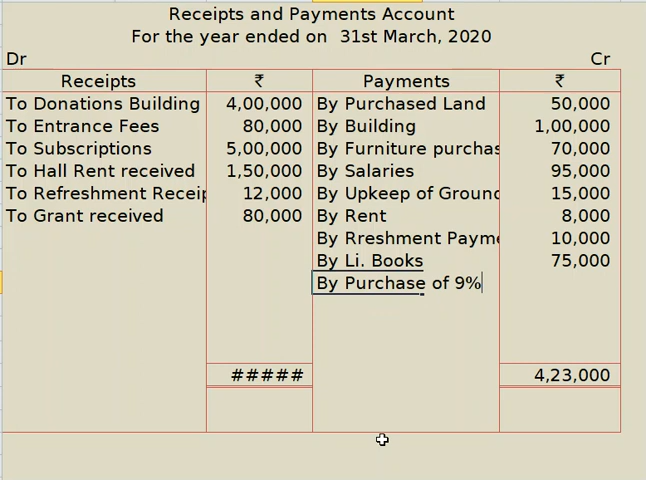 Receipts and Payments Account
For the year ended on 31st March, 2020
Dr Cr
Receipts ₹ Payments ₹
To Donations Building 4,00,000 By Purchased Land 50,000
To Entrance Fees 80,000 By Building 1,00,000
To Subscriptions 5,00,000 By Furniture purchas 70,000
To Hall Rent received 1,50,000 By Salaries 95,000
To Refreshment Receip 12,000 By Upkeep of Ground 15,000
To Grant received 80,000 By Rent 8,000
By Rreshment Payme 10,000
By Li. Books 75,000
By Purchase of 9%
##### 4,23,000